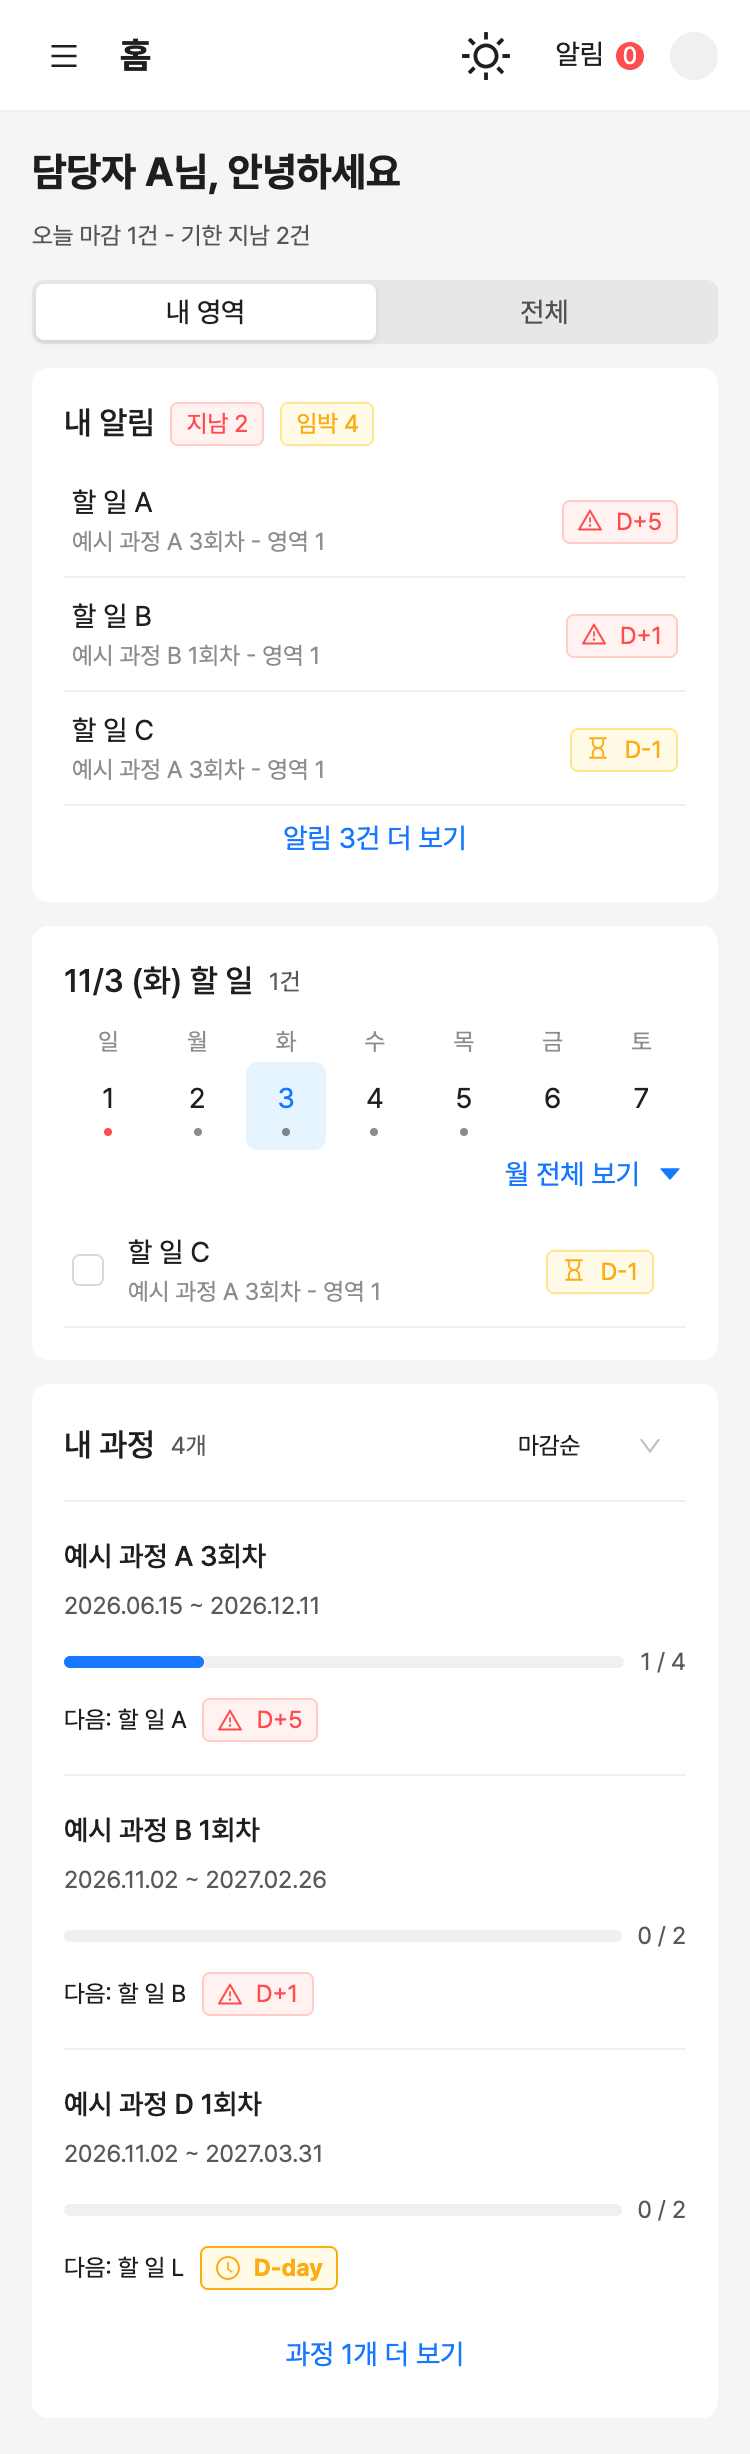 홈
알림 0
담당자 A님, 안녕하세요
오늘 마감 1건 - 기한 지남 2건
내 영역 전체
내 알림 지남 2 임박 4
할 일 A
예시 과정 A 3회차 - 영역 1
D+5
할 일 B
예시 과정 B 1회차 - 영역 1
D+1
할 일 C
예시 과정 A 3회차 - 영역 1
D-1
알림 3건 더 보기
11/3 (화) 할 일 1건
일 월 화 수 목 금 토
1 2 3 4 5 6 7
월 전체 보기
할 일 C
예시 과정 A 3회차 - 영역 1
D-1
내 과정 4개
마감순
예시 과정 A 3회차
2026.06.15 ~ 2026.12.11
1 / 4
다음: 할 일 A D+5
예시 과정 B 1회차
2026.11.02 ~ 2027.02.26
0 / 2
다음: 할 일 B D+1
예시 과정 D 1회차
2026.11.02 ~ 2027.03.31
0 / 2
다음: 할 일 L D-day
과정 1개 더 보기